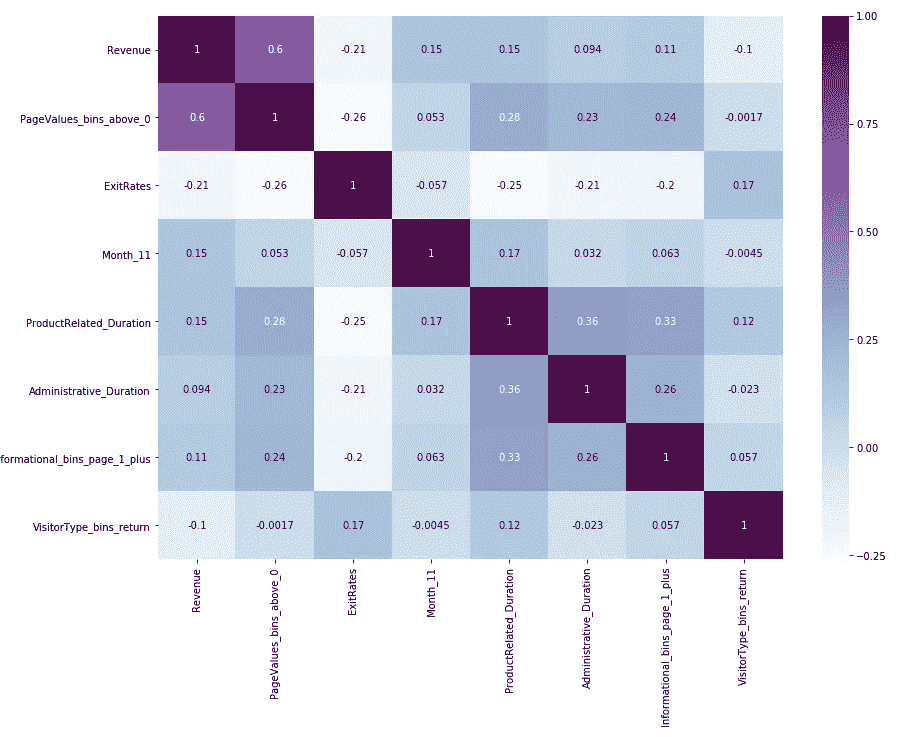 1.00
Revenue 1 0.6 -0.21 0.15 0.15 0.094 0.11 -0.1
PageValues_bins_above_0 0.6 1 -0.26 0.053 0.28 0.23 0.24 -0.0017
0.75
ExitRates -0.21 -0.26 1 -0.057 -0.25 -0.21 -0.2 0.17
0.50
Month_11 0.15 0.053 -0.057 1 0.17 0.032 0.063 -0.0045
ProductRelated_Duration 0.15 0.28 -0.25 0.17 1 0.36 0.33 0.12
0.25
Administrative_Duration 0.094 0.23 -0.21 0.032 0.36 1 0.26 -0.023
0.00
formational_bins_page_1_plus 0.11 0.24 -0.2 0.063 0.33 0.26 1 0.057
VisitorType_bins_return -0.1 -0.0017 0.17 -0.0045 0.12 -0.023 0.057 1
−0.25
Revenue
PageValues_bins_above_0
ExitRates
Month_11
ProductRelated_Duration
Administrative_Duration
Informational_bins_page_1_plus
VisitorType_bins_return